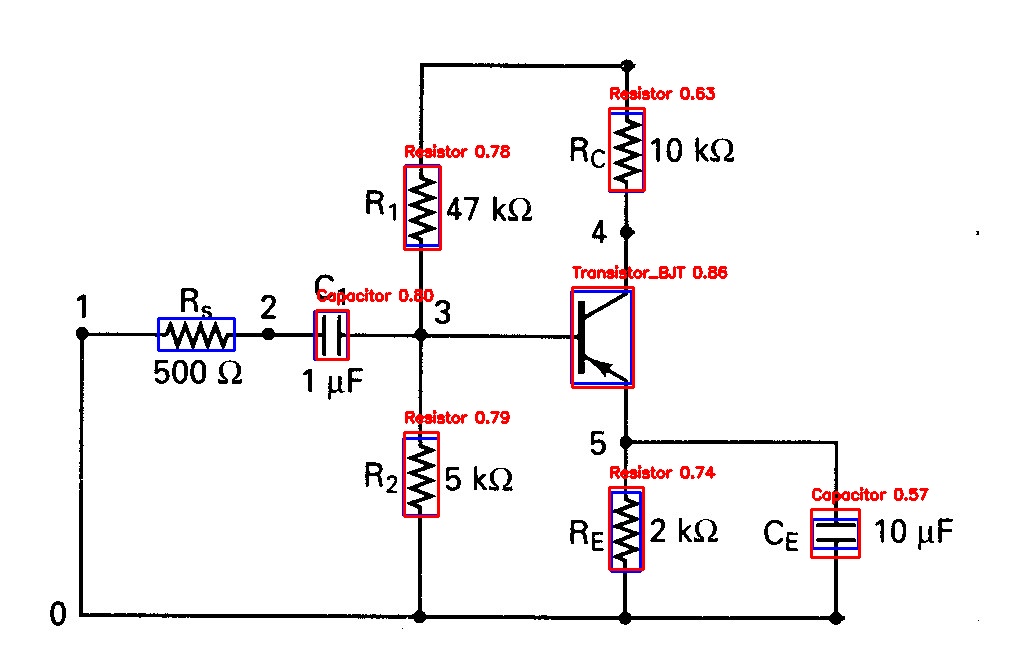 Resistor 0.63
R_C 10 kΩ
Resistor 0.78
R_1 47 kΩ
4
Transistor_BJT 0.86
C_1
Capacitor 0.80
1
R_s
2
3
500 Ω
1 μF
Resistor 0.79
5
R_2 5 kΩ
Resistor 0.74
Capacitor 0.57
R_E 2 kΩ
C_E 10 μF
0